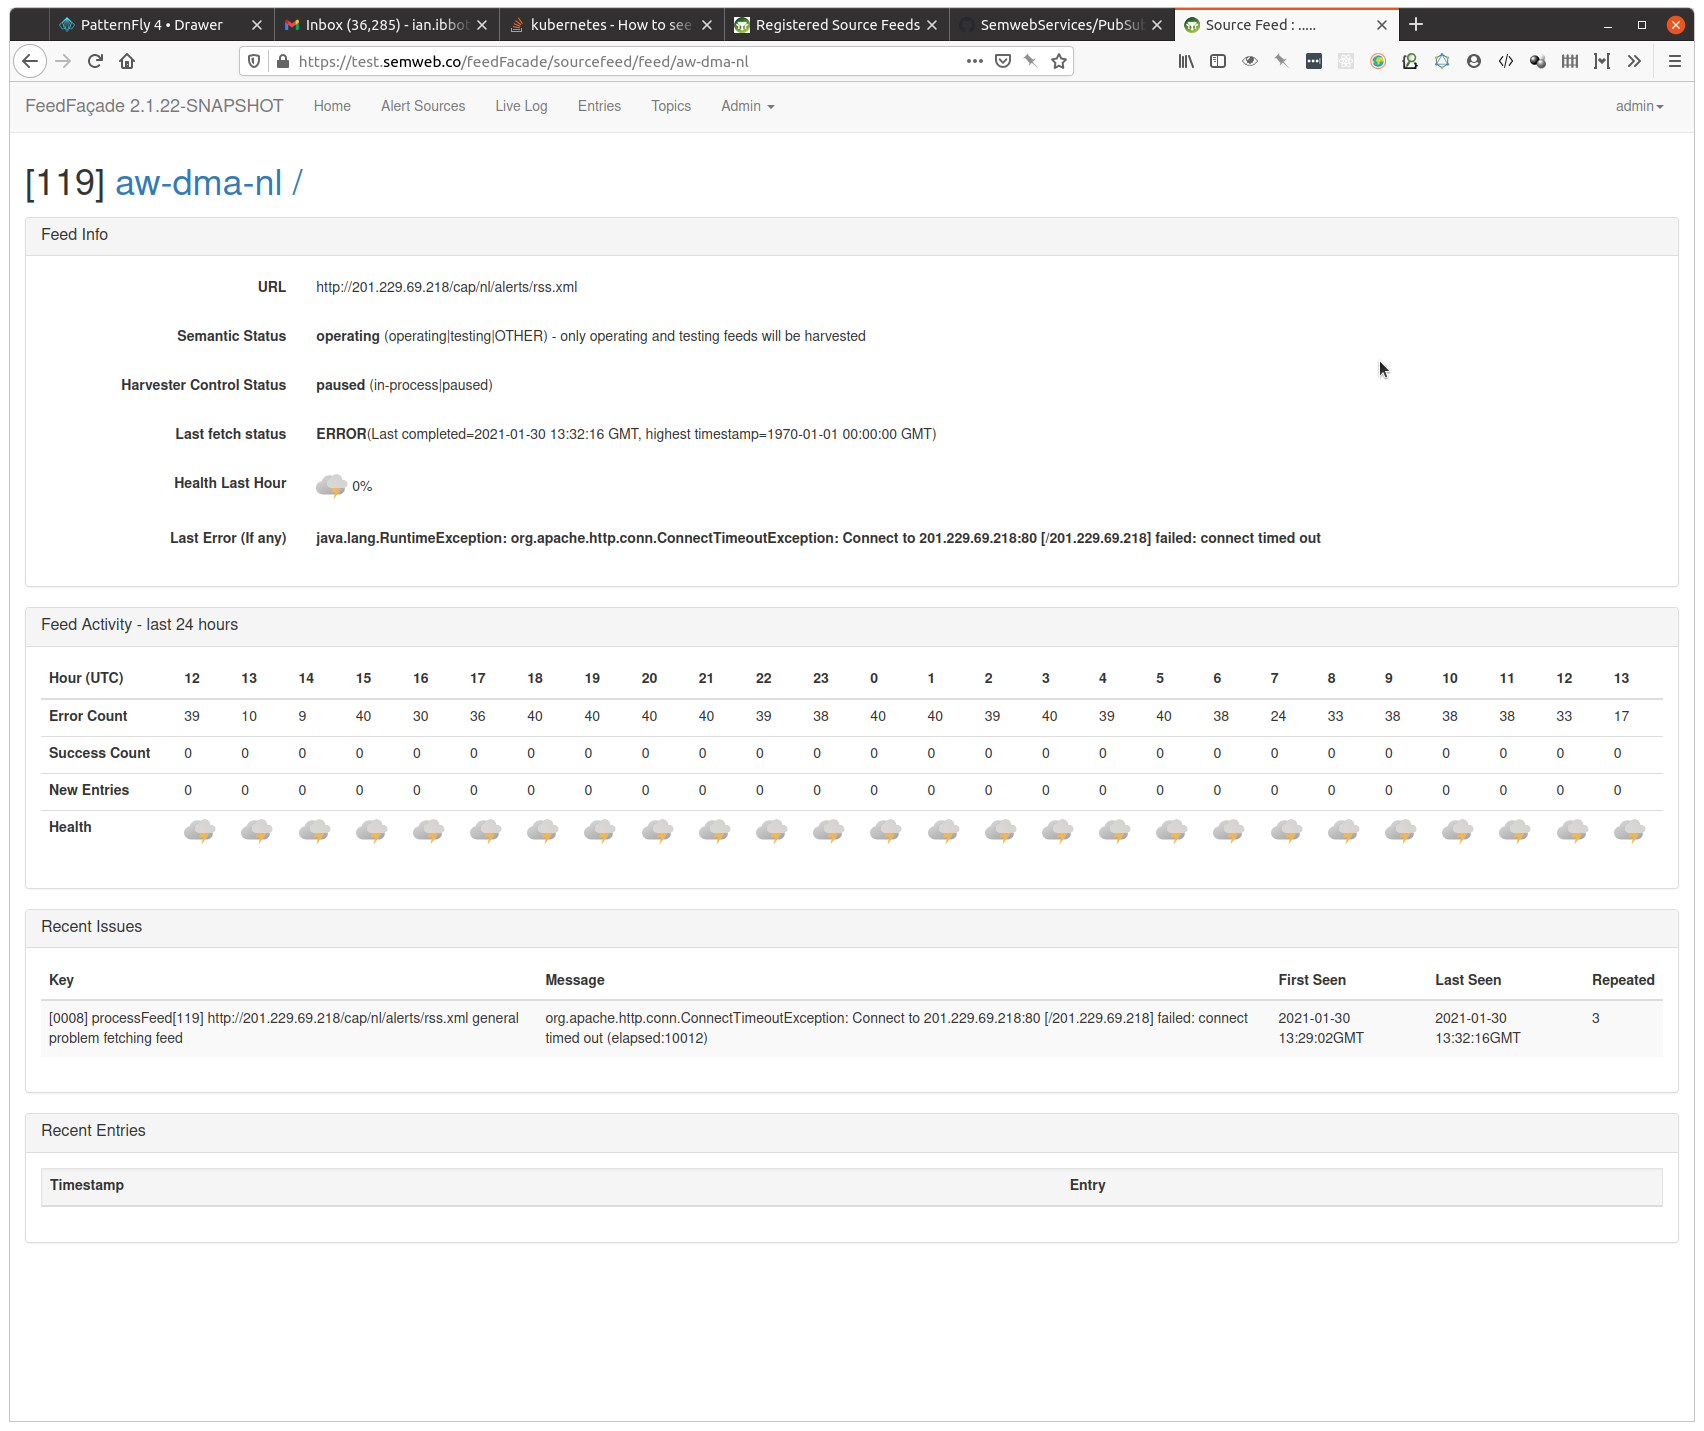 PatternFly 4 • Drawer
Inbox (36,285) - ian.ibbot
kubernetes - How to see
Registered Source Feeds
SemwebServices/PubSu
Source Feed : .....
https://test.semweb.co/feedFacade/sourcefeed/feed/aw-dma-nl
FeedFaçade 2.1.22-SNAPSHOT Home Alert Sources Live Log Entries Topics Admin admin
[119] aw-dma-nl /
Feed Info
URL http://201.229.69.218/cap/nl/alerts/rss.xml
Semantic Status operating (operating|testing|OTHER) - only operating and testing feeds will be harvested
Harvester Control Status paused (in-process|paused)
Last fetch status ERROR(Last completed=2021-01-30 13:32:16 GMT, highest timestamp=1970-01-01 00:00:00 GMT)
Health Last Hour 0%
Last Error (If any) java.lang.RuntimeException: org.apache.http.conn.ConnectTimeoutException: Connect to 201.229.69.218:80 [/201.229.69.218] failed: connect timed out
Feed Activity - last 24 hours
Hour (UTC) 12 13 14 15 16 17 18 19 20 21 22 23 0 1 2 3 4 5 6 7 8 9 10 11 12 13
Error Count 39 10 9 40 30 36 40 40 40 40 39 38 40 40 39 40 39 40 38 24 33 38 38 38 33 17
Success Count 0 0 0 0 0 0 0 0 0 0 0 0 0 0 0 0 0 0 0 0 0 0 0 0 0 0
New Entries 0 0 0 0 0 0 0 0 0 0 0 0 0 0 0 0 0 0 0 0 0 0 0 0 0 0
Health
Recent Issues
Key Message First Seen Last Seen Repeated
[0008] processFeed[119] http://201.229.69.218/cap/nl/alerts/rss.xml general org.apache.http.conn.ConnectTimeoutException: Connect to 201.229.69.218:80 [/201.229.69.218] failed: connect 2021-01-30 2021-01-30 3
problem fetching feed timed out (elapsed:10012) 13:29:02GMT 13:32:16GMT
Recent Entries
Timestamp Entry